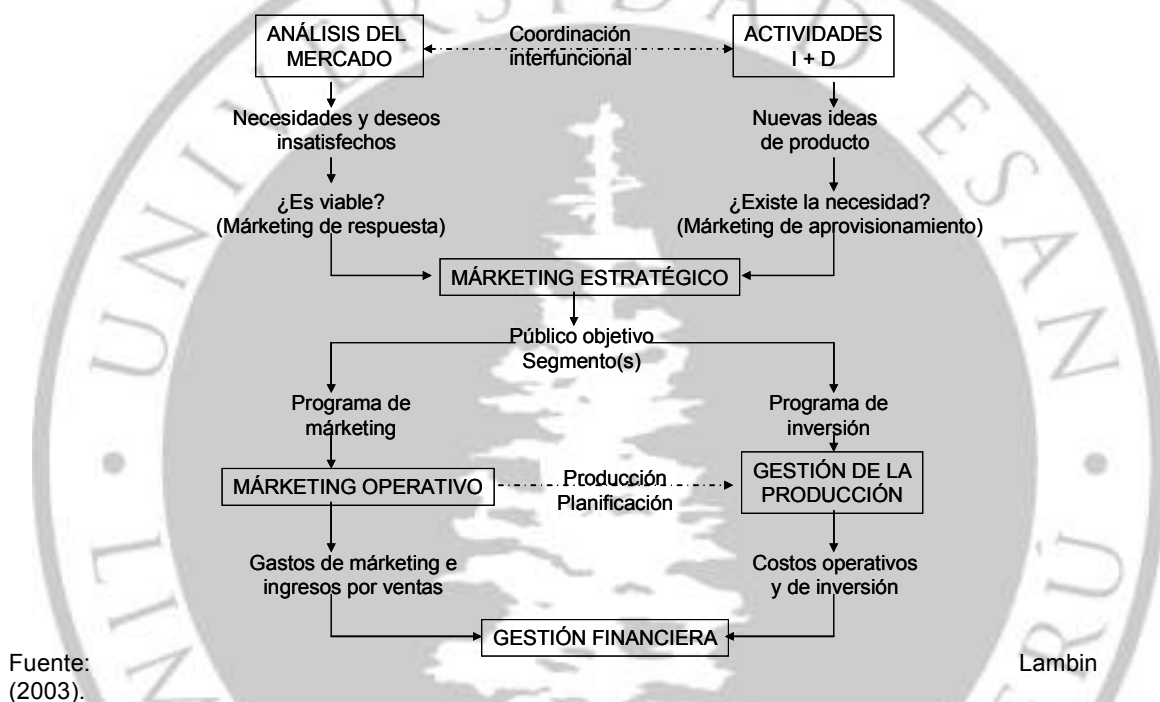 ANÁLISIS DEL
MERCADO
Coordinación
interfuncional
ACTIVIDADES
I + D
Necesidades y deseos
insatisfechos
Nuevas ideas
de producto
¿Es viable?
(Márketing de respuesta)
¿Existe la necesidad?
(Márketing de aprovisionamiento)
MÁRKETING ESTRATÉGICO
Público objetivo
Segmento(s)
Programa de
márketing
Programa de
inversión
MÁRKETING OPERATIVO
Producción
Planificación
GESTIÓN DE LA
PRODUCCIÓN
Gastos de márketing e
ingresos por ventas
Costos operativos
y de inversión
GESTIÓN FINANCIERA
Fuente: Lambin
(2003).
UNIVERSIDAD ESAN